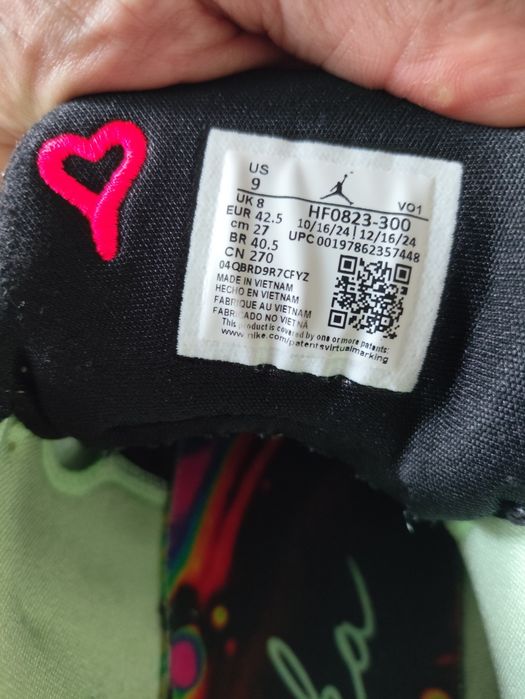 US
9
VO1
UK 8
HF0823-300
EUR 42.5
10/16/24 | 12/16/24
cm 27
UPC 00197862357448
BR 40.5
CN 270
04QBRD9R7CFYZ
MADE IN VIETNAM
HECHO EN VIETNAM
FABRIQUE AU VIETNAM
FABRICADO NO VIETNÃ
This product is covered by one or more patents:
www.nike.com/patentsvirtualmarking